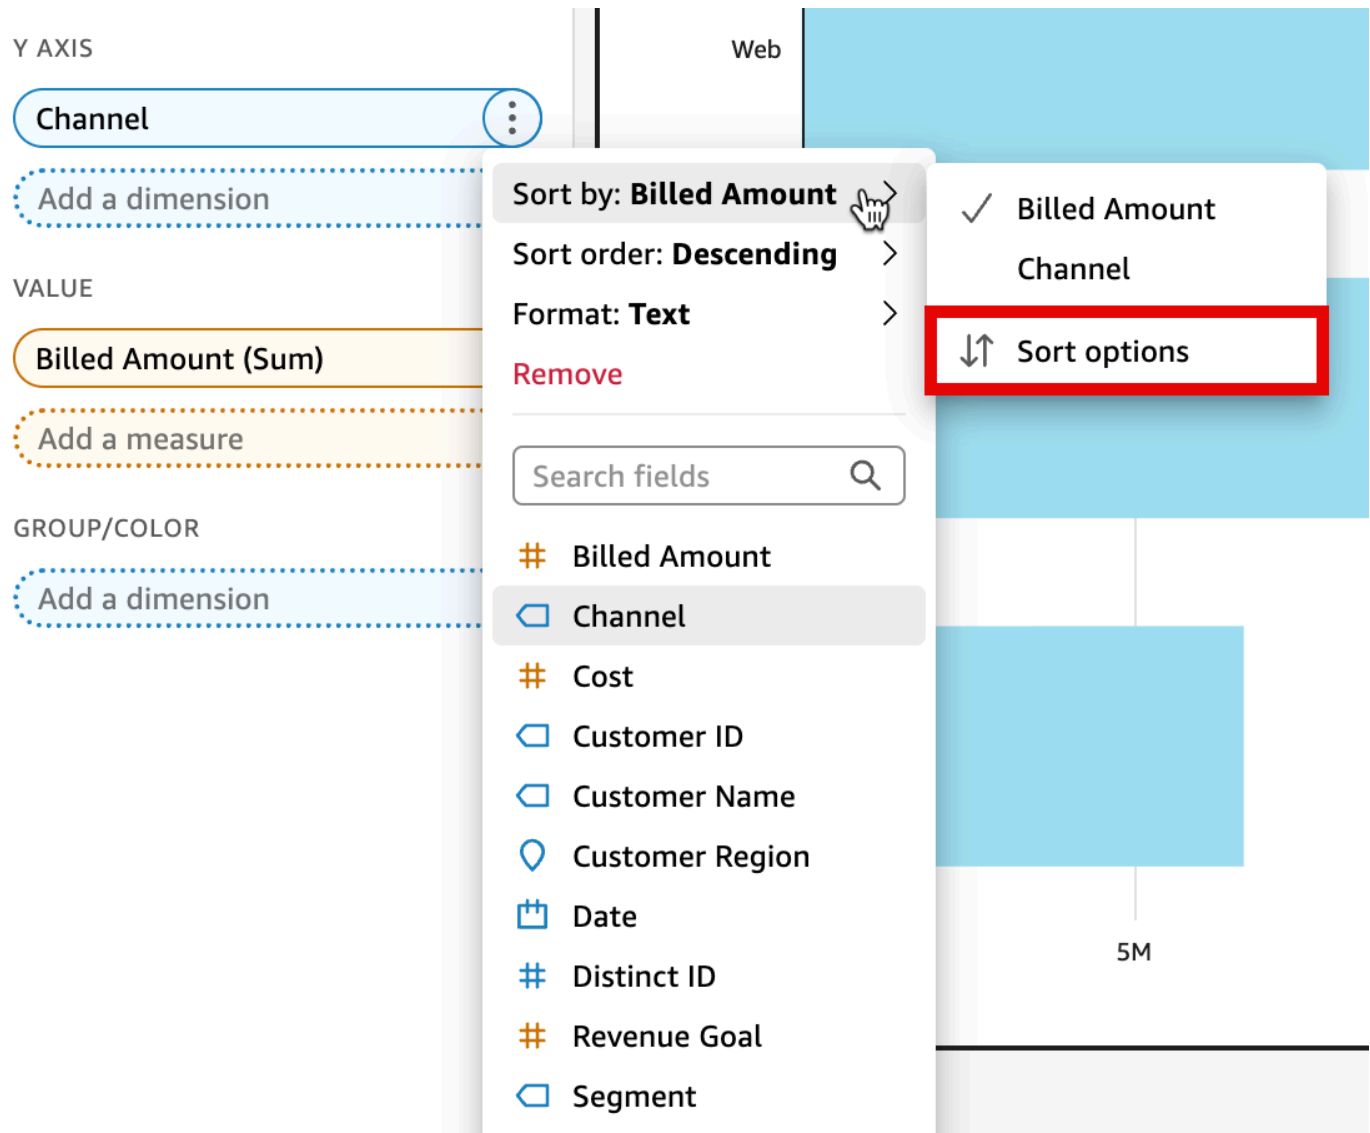 Y AXIS
Channel
Add a dimension
VALUE
Billed Amount (Sum)
Add a measure
GROUP/COLOR
Add a dimension
Web
Sort by: Billed Amount
Sort order: Descending
Format: Text
Remove
Search fields
Billed Amount
Channel
Cost
Customer ID
Customer Name
Customer Region
Date
Distinct ID
Revenue Goal
Segment
Billed Amount
Channel
Sort options
5M